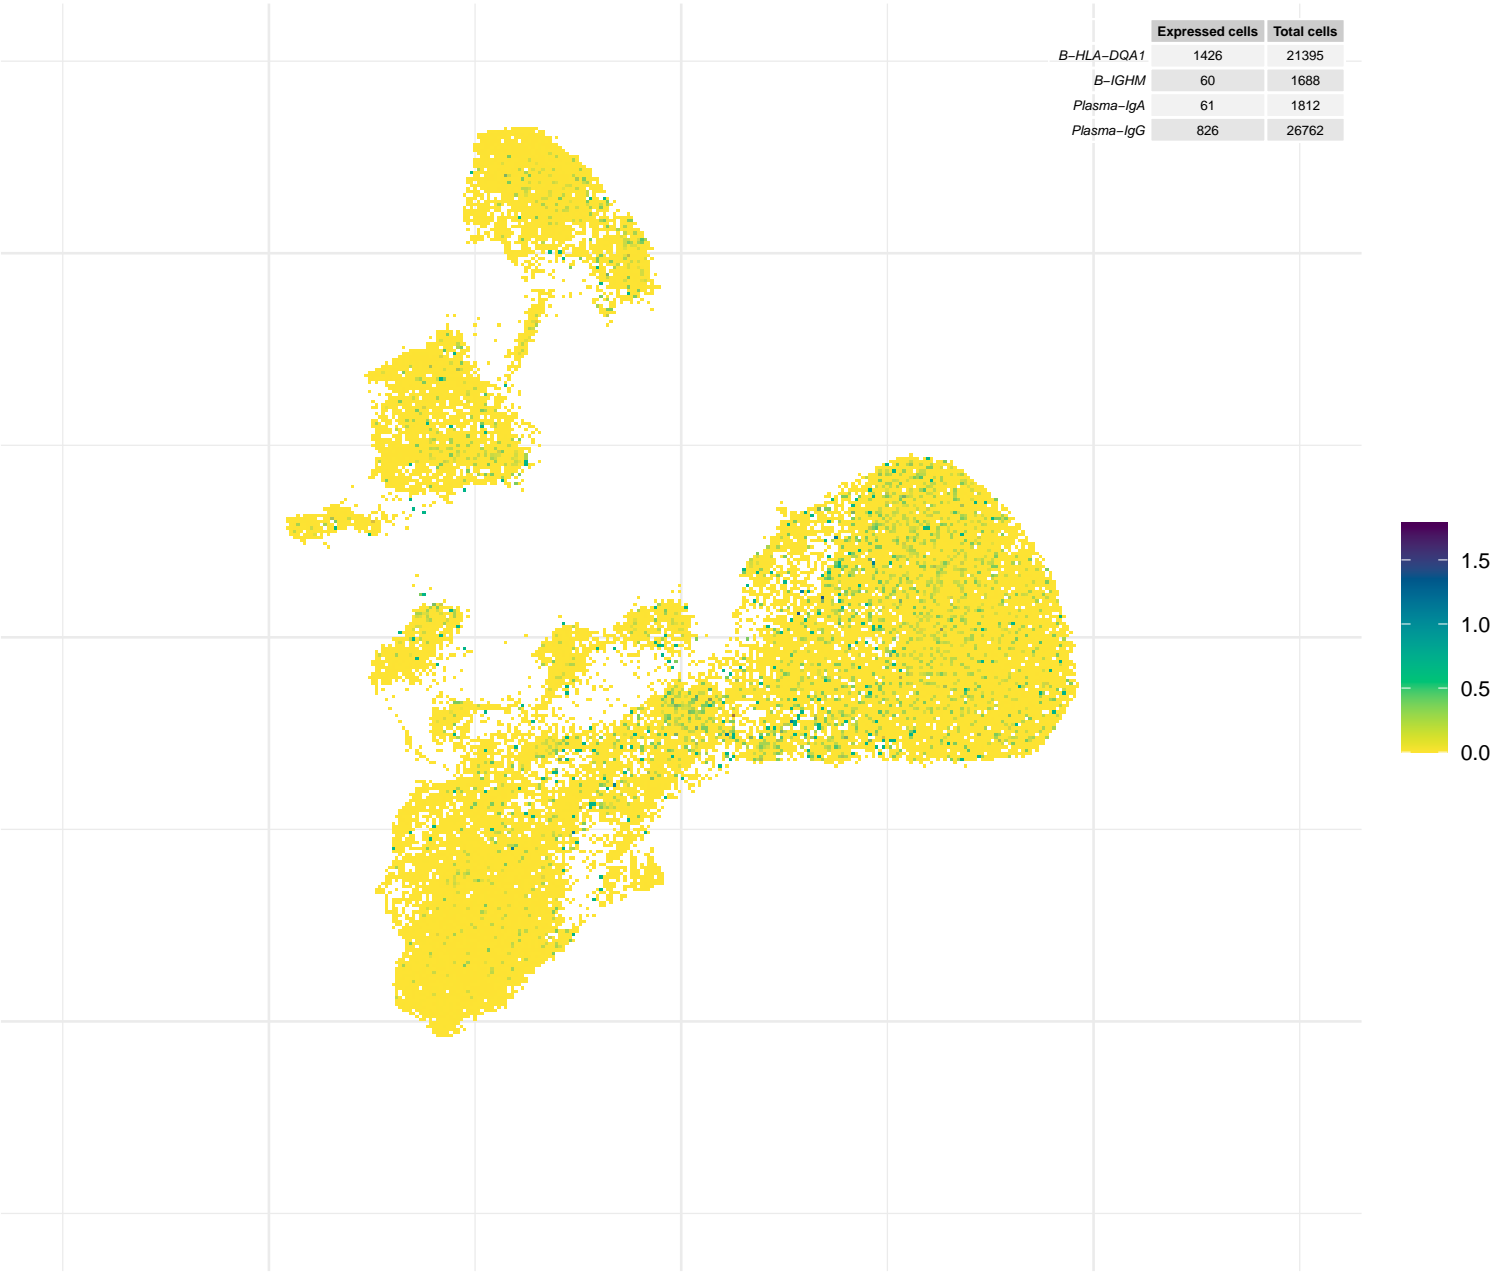 Expressed cells Total cells
B−HLA−DQA1 1426 21395
B−IGHM 60 1688
Plasma−IgA 61 1812
Plasma−IgG 826 26762
1.5
1.0
0.5
0.0